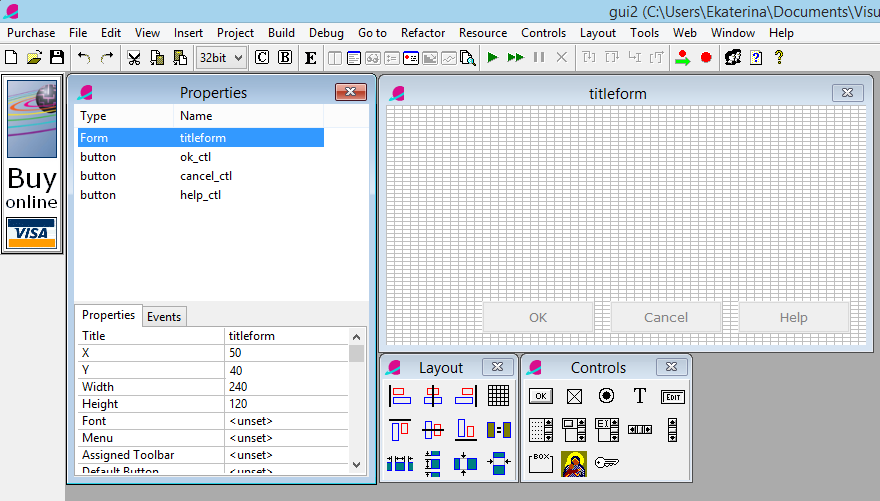 gui2 (C:\Users\Ekaterina\Documents\Visu
Purchase File Edit View Insert Project Build Debug Go to Refactor Resource Controls Layout Tools Web Window Help
32bit C B E
Buy
online
VISA
Properties
Type Name
Form titleform
button ok_ctl
button cancel_ctl
button help_ctl
Properties Events
Title titleform
X 50
Y 40
Width 240
Height 120
Font <unset>
Menu <unset>
Assigned Toolbar <unset>
Default Button <unset>
titleform
OK Cancel Help
Layout
Controls
OK T EDIT
EI
BOX